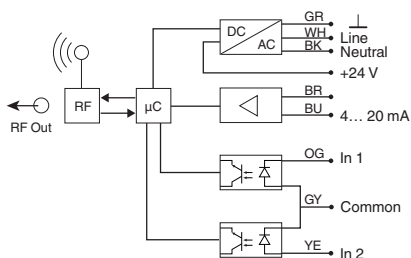 DC
AC
GR
WH Line
BK Neutral
+24 V
RF
µC
BR
BU 4... 20 mA
RF Out
OG In 1
GY Common
YE In 2